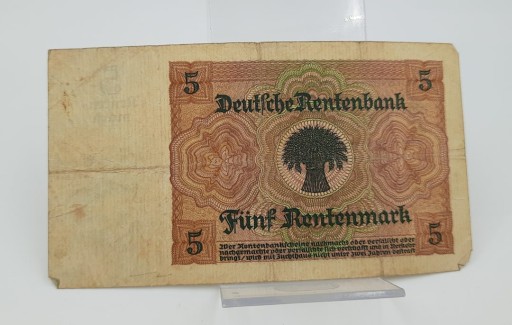 5 5
Deutsche Rentenbank
Fünf Rentenmark
5 5
Wer Rentenbankscheine nachmacht oder verfälscht oder
nachgemachte oder verfälschte sich verschafft und in Verkehr
bringt, wird mit Zuchthaus nicht unter zwei Jahren bestraft